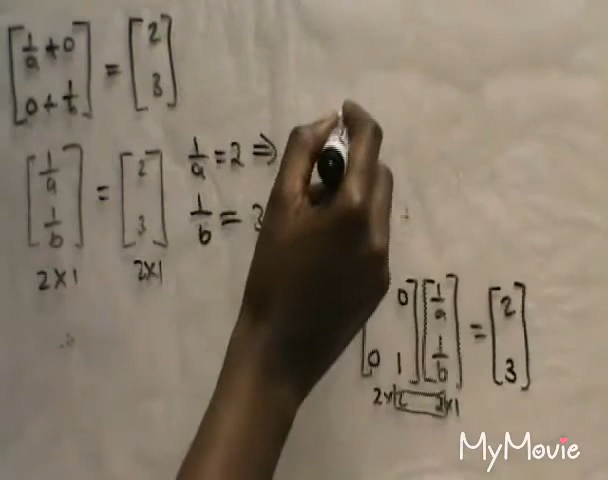 [1/a + 0] = [2]
[0 + 1/b] [3]
[1/a] = [2]
[1/b] [3]
2x1 2x1
1/a = 2 ⇒
1/b = 3
0] [1/a] = [2]
[0 1] [1/b] [3]
2x1
MyMovie